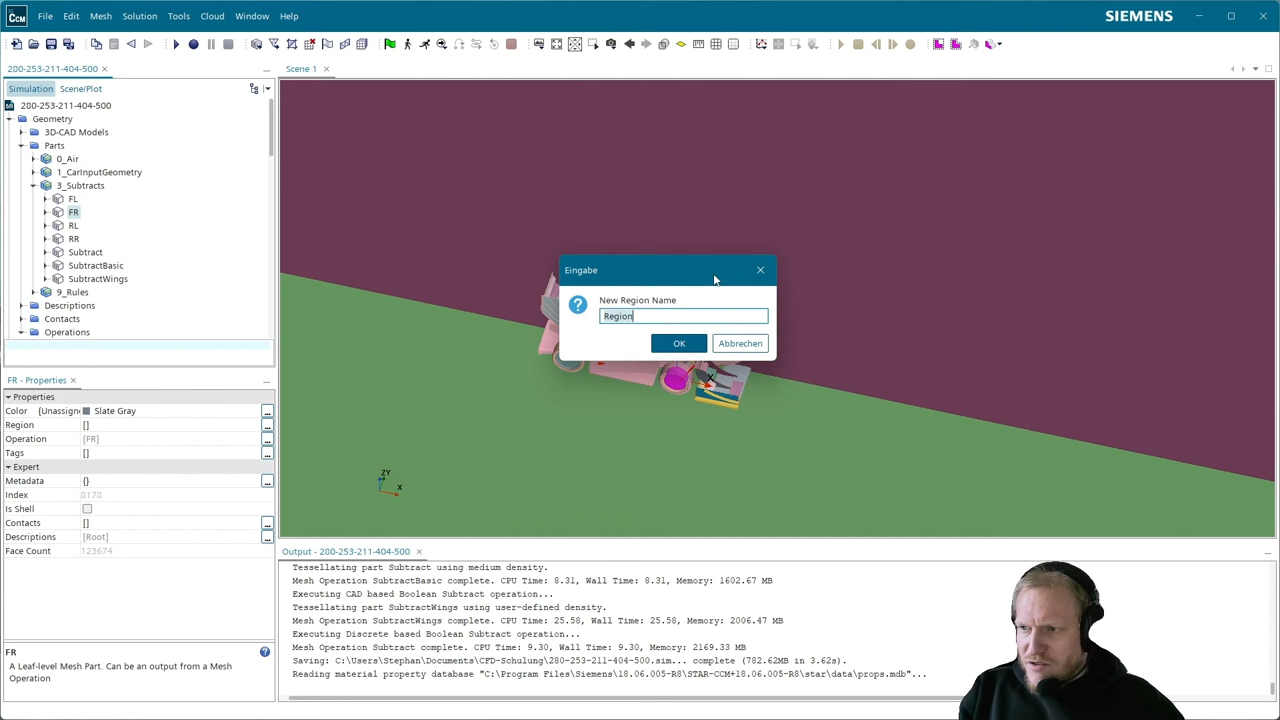 CCM File Edit Mesh Solution Tools Cloud Window Help SIEMENS
280-253-211-404-500
Scene 1
Simulation Scene/Plot
280-253-211-404-500
Geometry
3D-CAD Models
Parts
0_Air
1_CarInputGeometry
3_Subtracts
FL
FR
RL
RR
Subtract
SubtractBasic
SubtractWings
9_Rules
Descriptions
Contacts
Operations
Eingabe
New Region Name
Region
OK Abbrechen
X
ZY
X
FR - Properties
Properties
Color {Unassign Slate Gray ...
Region [] ...
Operation [FR] ...
Tags [] ...
Expert
Metadata {} ...
Index 17
Is Shell
Contacts [] ...
Descriptions [Root] ...
Face Count 123674
FR
A Leaf-level Mesh Part. Can be an output from a Mesh
Operation
Output - 280-253-211-404-500
Tessellating part Subtract using medium density.
Mesh Operation SubtractBasic complete. CPU Time: 8.31, Wall Time: 8.31, Memory: 1602.67 MB
Executing CAD based Boolean Subtract operation...
Tessellating part SubtractWings using user-defined density.
Mesh Operation SubtractWings complete. CPU Time: 25.58, Wall Time: 25.58, Memory: 2006.47 MB
Executing Discrete based Boolean Subtract operation...
Mesh Operation Subtract complete. CPU Time: 9.30, Wall Time: 9.30, Memory: 2169.33 MB
Saving: C:\Users\Stephan\Documents\CFD-Schulung\280-253-211-404-500.sim... complete (782.62MB in 3.62s).
Reading material property database "C:\Program Files\Siemens\18.06.005-R8\STAR-CCM+18.06.005-R8\star\data\props.mdb"...